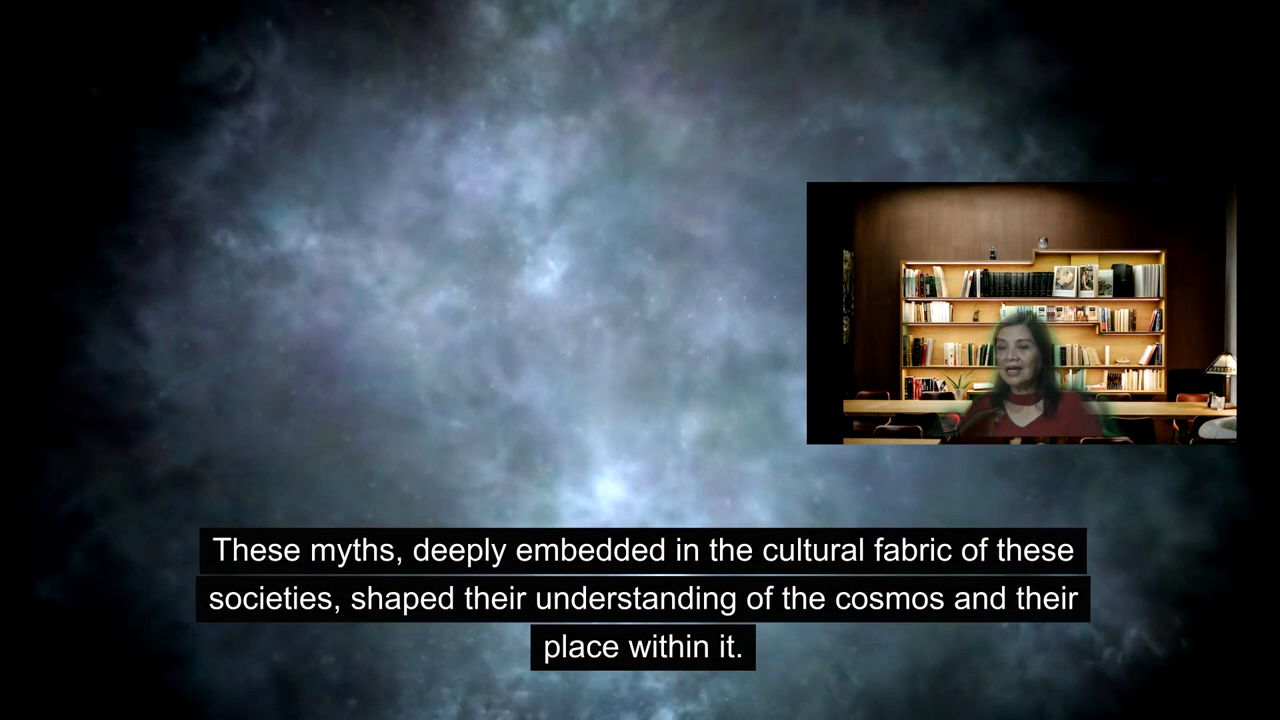 These myths, deeply embedded in the cultural fabric of these
societies, shaped their understanding of the cosmos and their
place within it.